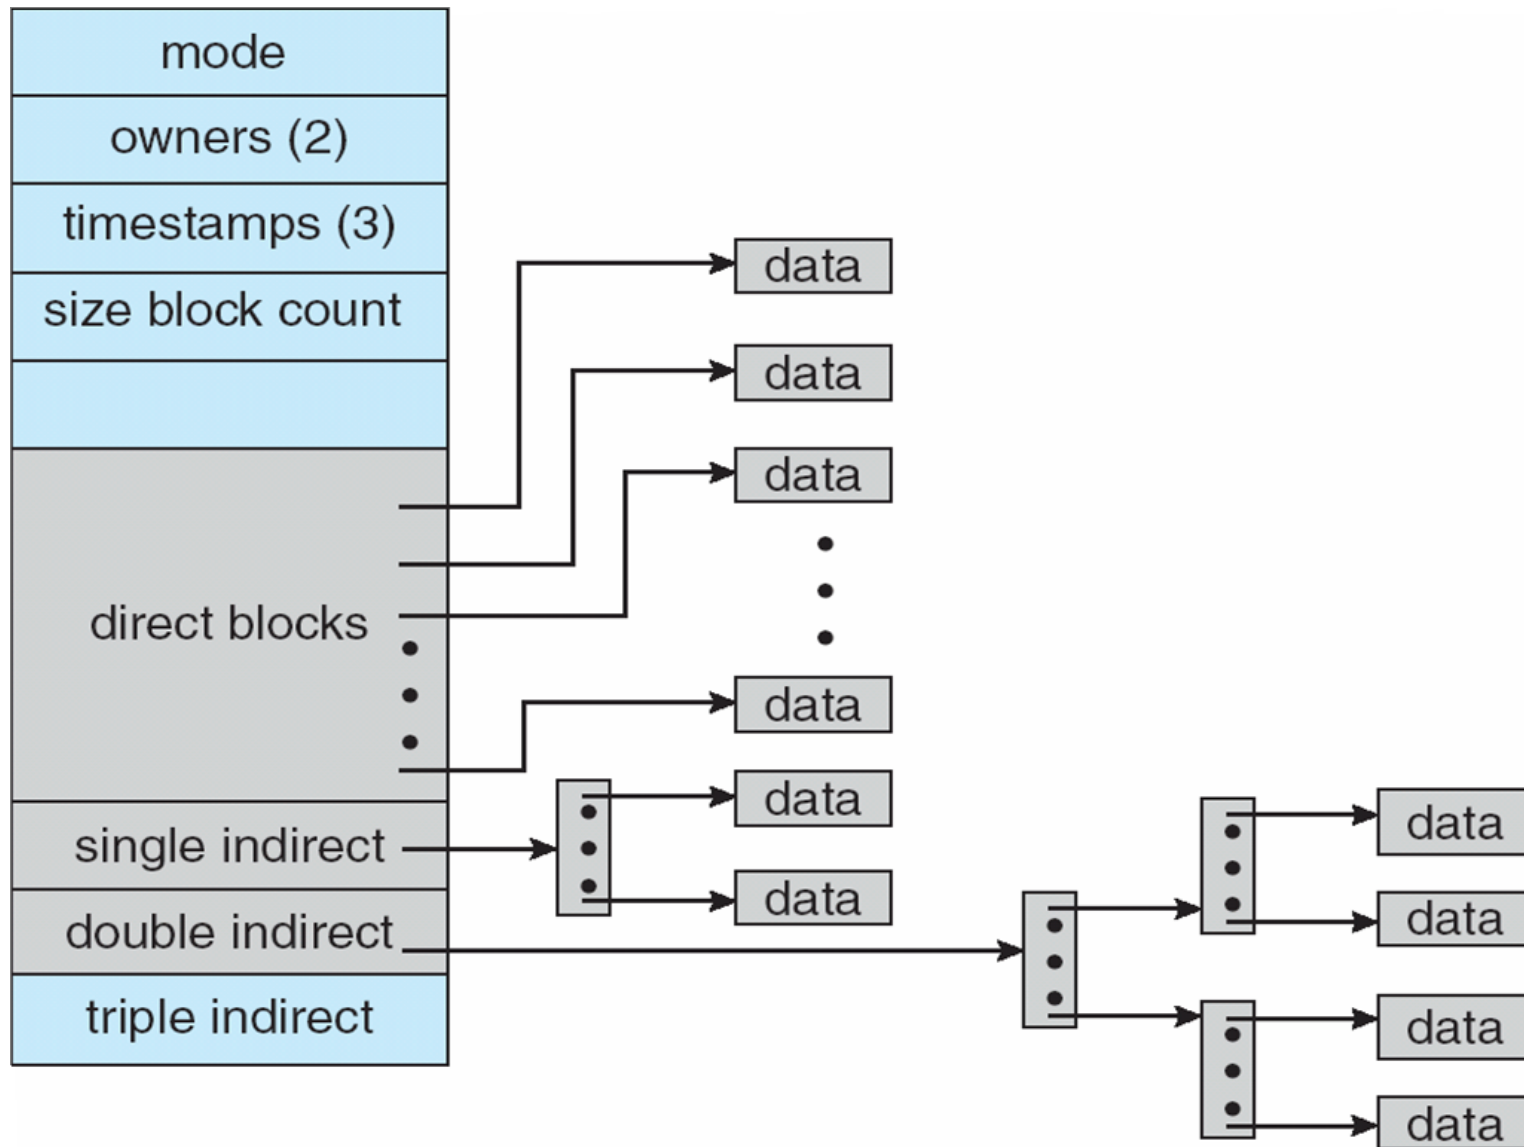 mode
owners (2)
timestamps (3)
size block count
direct blocks
single indirect
double indirect
triple indirect
data
data
data
data
data
data
data
data
data
data